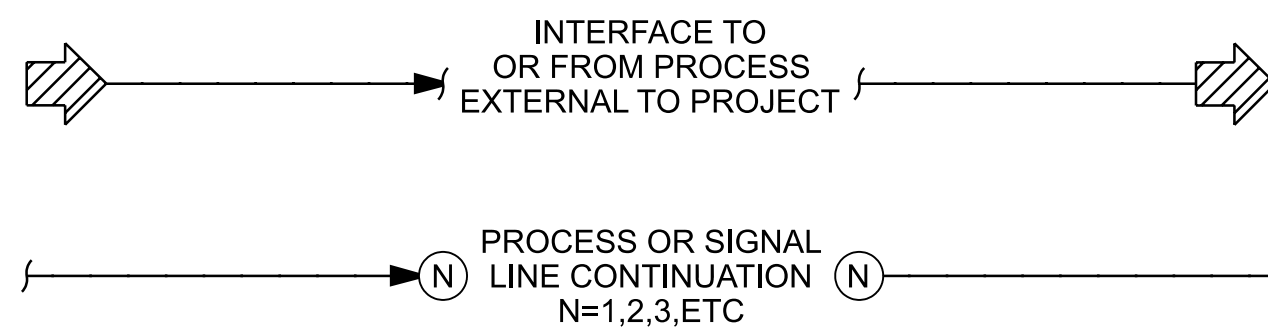 INTERFACE TO
OR FROM PROCESS
EXTERNAL TO PROJECT
N PROCESS OR SIGNAL N
LINE CONTINUATION
N=1,2,3,ETC